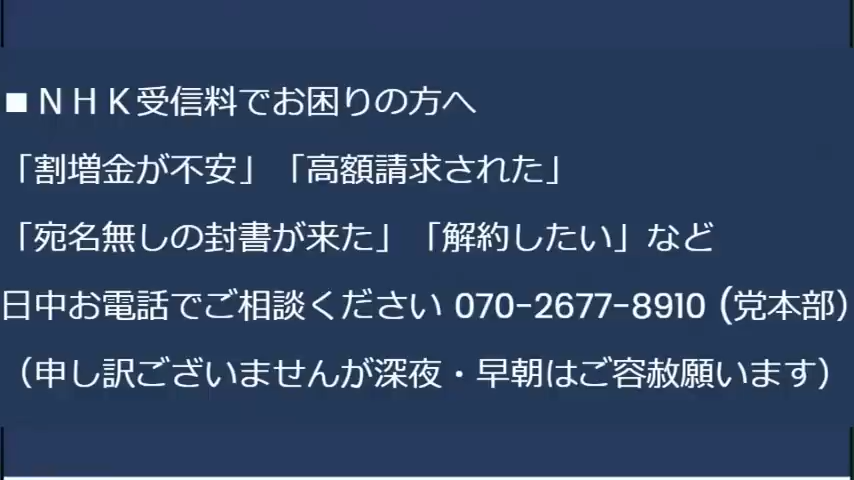 ■ＮＨＫ受信料でお困りの方へ
「割増金が不安」「高額請求された」
「宛名無しの封書が来た」「解約したい」など
日中お電話でご相談ください 070-2677-8910 (党本部)
（申し訳ございませんが深夜・早朝はご容赦願います）